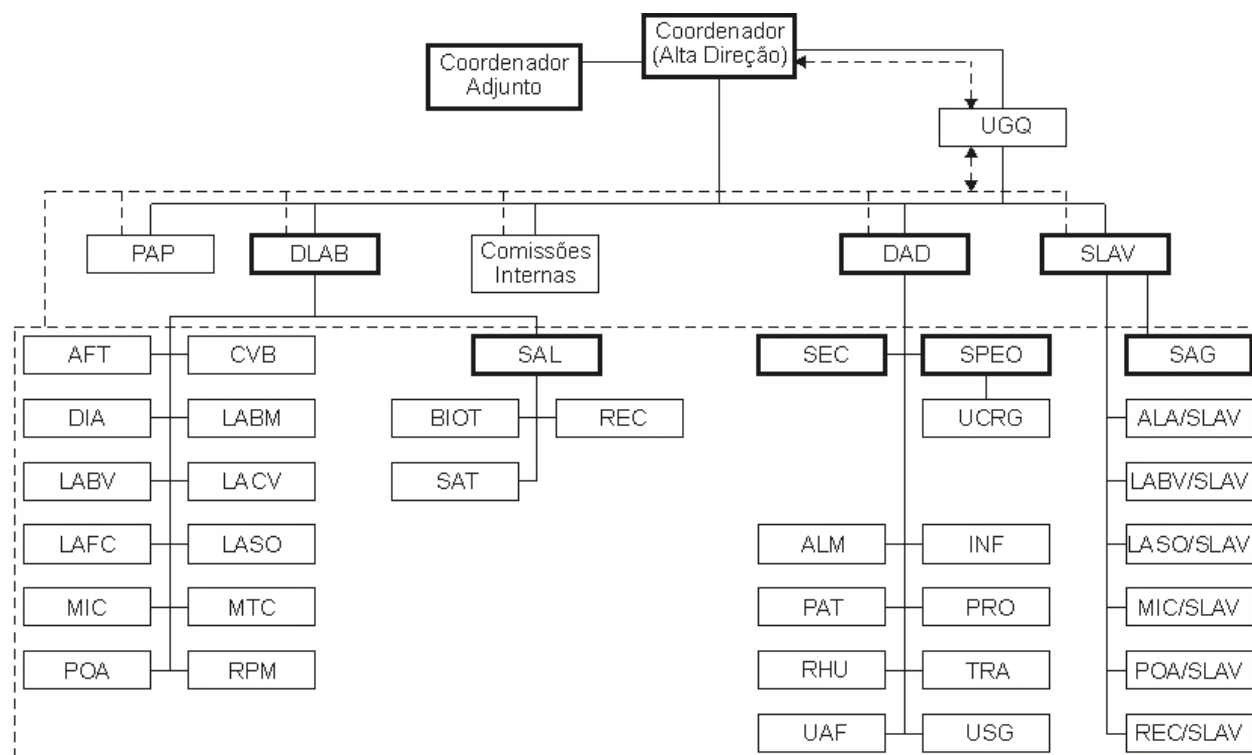 Coordenador
(Alta Direção)
Coordenador
Adjunto
UGQ
PAP
DLAB
Comissões
Internas
DAD
SLAV
AFT
CVB
SAL
SEC
SPEO
SAG
DIA
LABM
BIOT
REC
UCRG
ALA/SLAV
LABV
LACV
SAT
LABV/SLAV
LAFC
LASO
ALM
INF
LASO/SLAV
MIC
MTC
PAT
PRO
MIC/SLAV
POA
RPM
RHU
TRA
POA/SLAV
UAF
USG
REC/SLAV